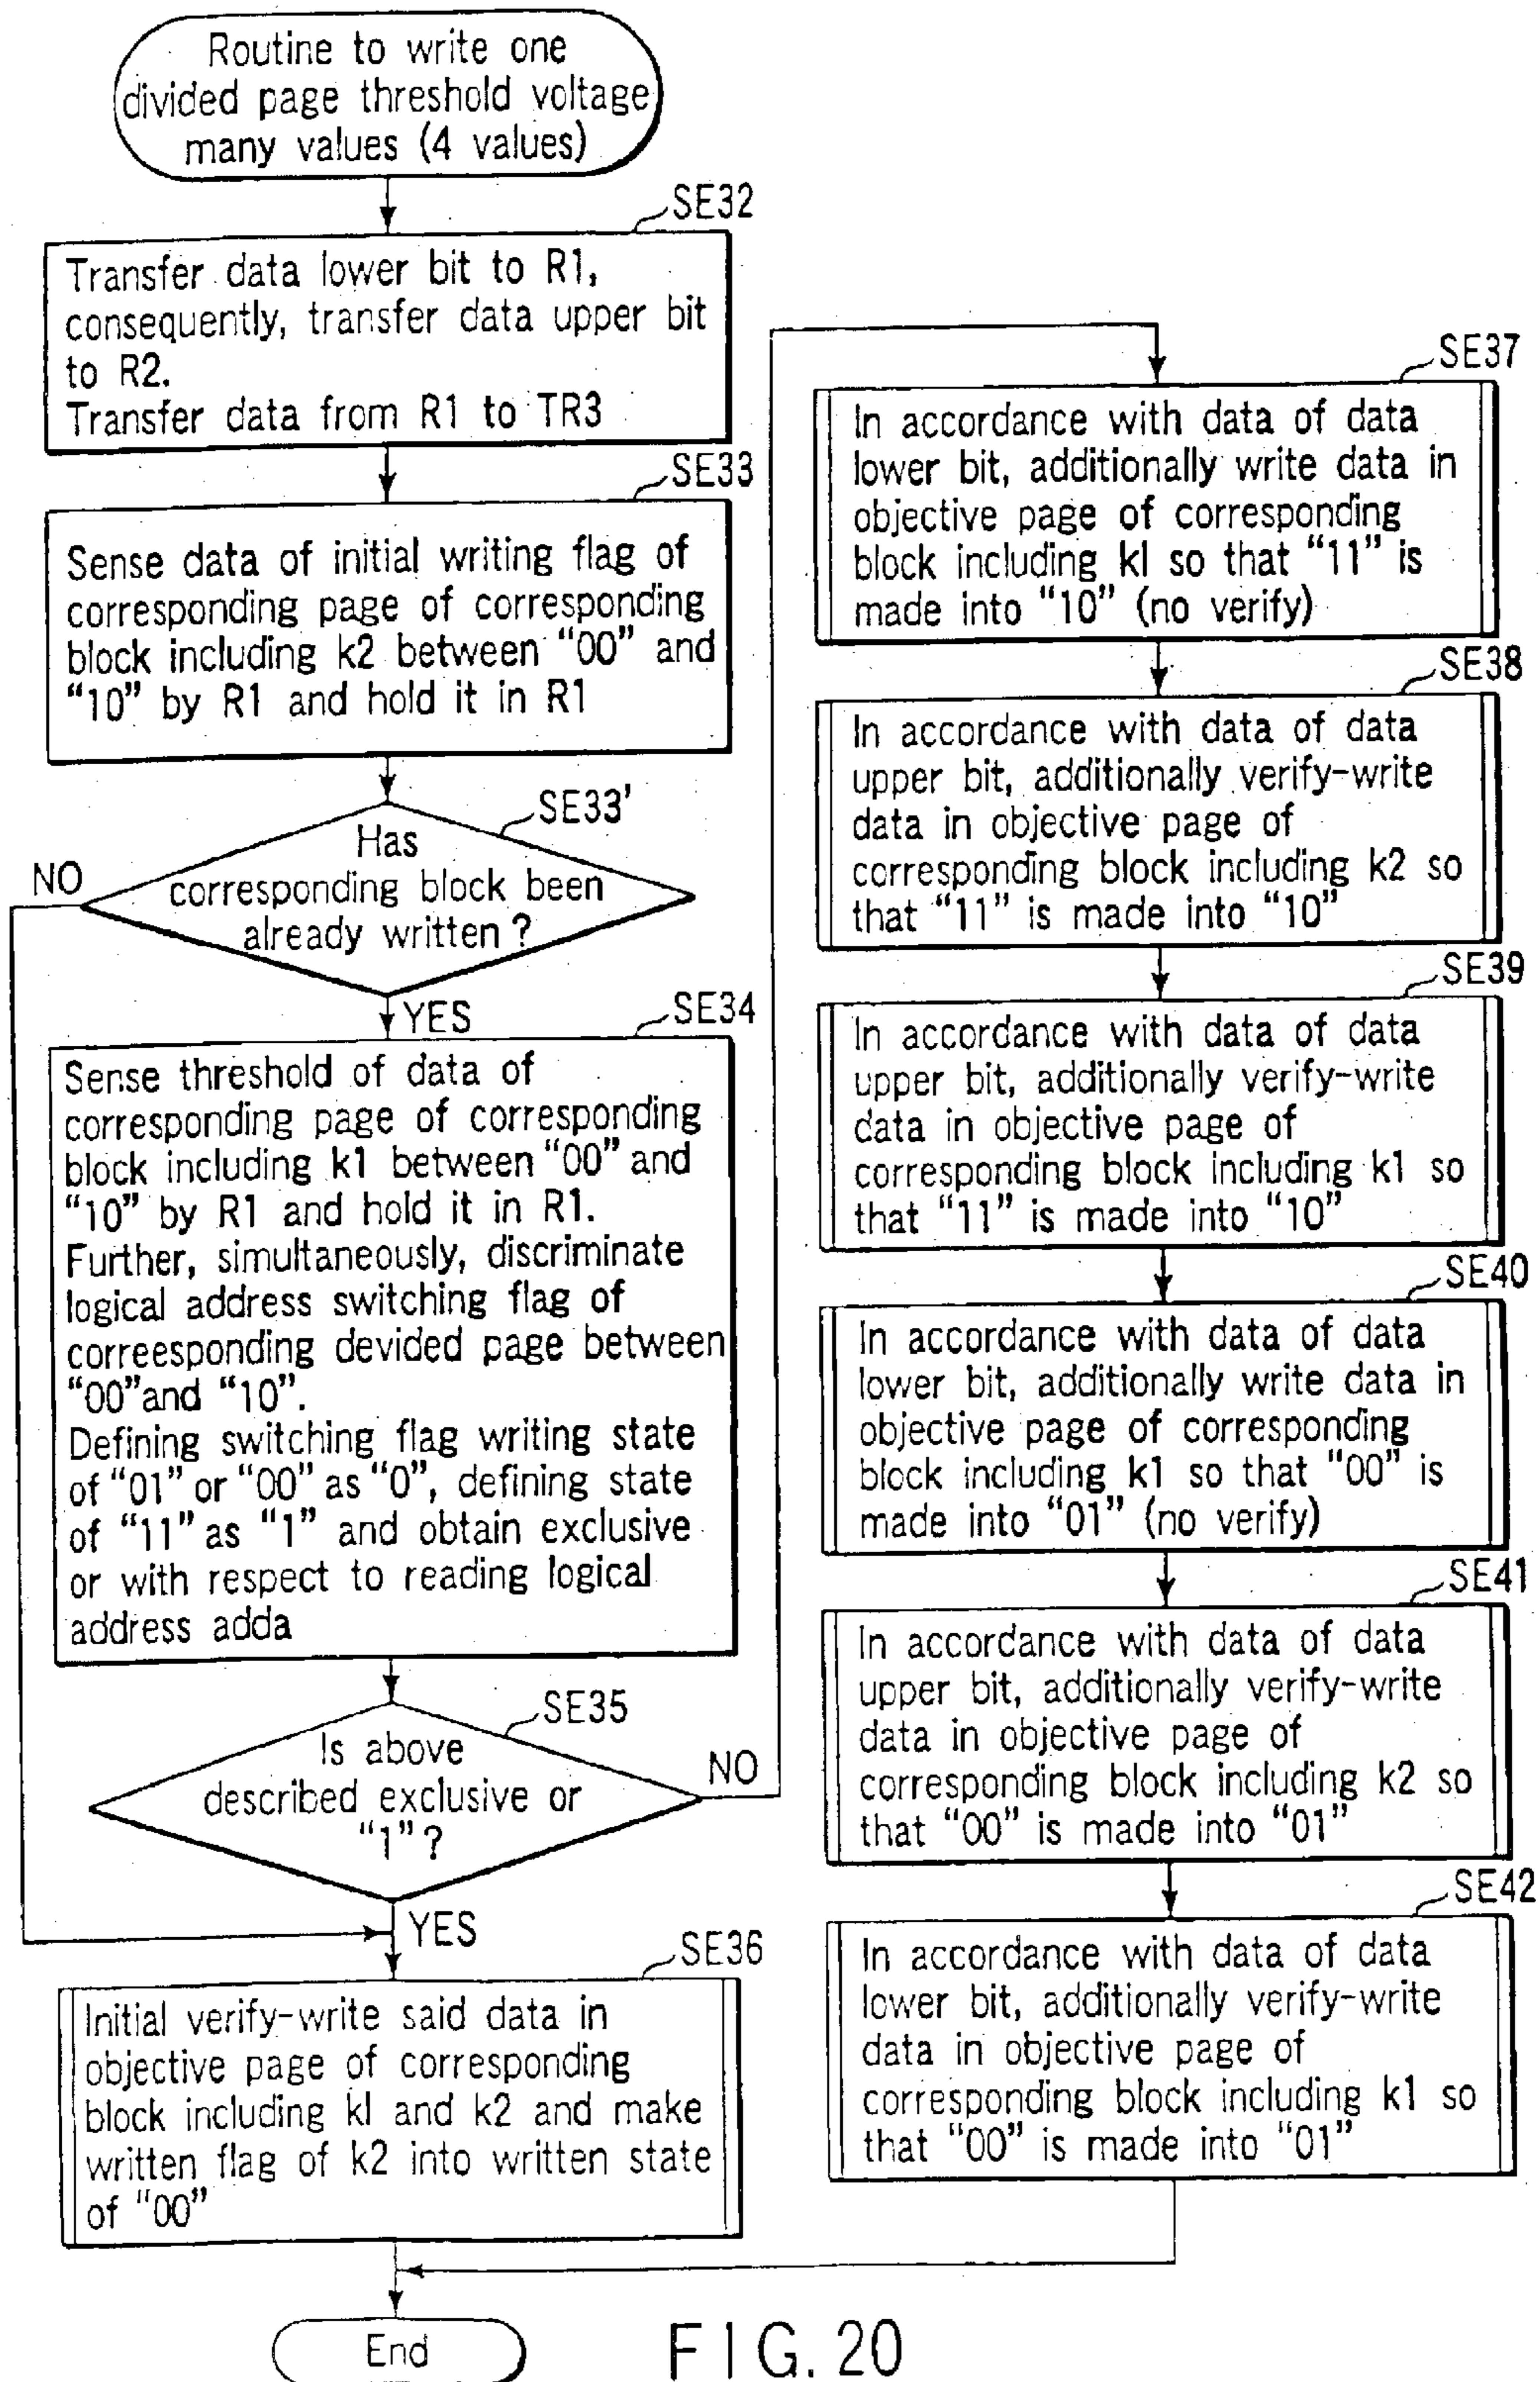 Routine to write one
divided page threshold voltage
many values (4 values)
SE32
Transfer data lower bit to R1,
consequently, transfer data upper bit
to R2.
Transfer data from R1 to TR3
SE33
Sense data of initial writing flag of
corresponding page of corresponding
block including k2 between "00" and
"10" by R1 and hold it in R1
SE33'
Has
corresponding block been
already written ?
NO
YES
SE34
Sense threshold of data of
corresponding page of corresponding
block including k1 between "00" and
"10" by R1 and hold it in R1.
Further, simultaneously, discriminate
logical address switching flag of
correesponding devided page between
"00"and "10".
Defining switching flag writing state
of "01" or "00" as "0", defining state
of "11" as "1" and obtain exclusive
or with respect to reading logical
address adda
SE35
Is above
described exclusive or
"1" ?
NO
YES
SE36
Initial verify-write said data in
objective page of corresponding
block including k1 and k2 and make
written flag of k2 into written state
of "00"
SE37
In accordance with data of data
lower bit, additionally write data in
objective page of corresponding
block including k1 so that "11" is
made into "10" (no verify)
SE38
In accordance with data of data
upper bit, additionally verify-write
data in objective page of
corresponding block including k2 so
that "11" is made into "10"
SE39
In accordance with data of data
upper bit, additionally verify-write
data in objective page of
corresponding block including k1 so
that "11" is made into "10"
SE40
In accordance with data of data
lower bit, additionally write data in
objective page of corresponding
block including k1 so that "00" is
made into "01" (no verify)
SE41
In accordance with data of data
upper bit, additionally verify-write
data in objective page of
corresponding block including k2 so
that "00" is made into "01"
SE42
In accordance with data of data
lower bit, additionally verify-write
data in objective page of
corresponding block including k1 so
that "00" is made into "01"
End
FIG. 20